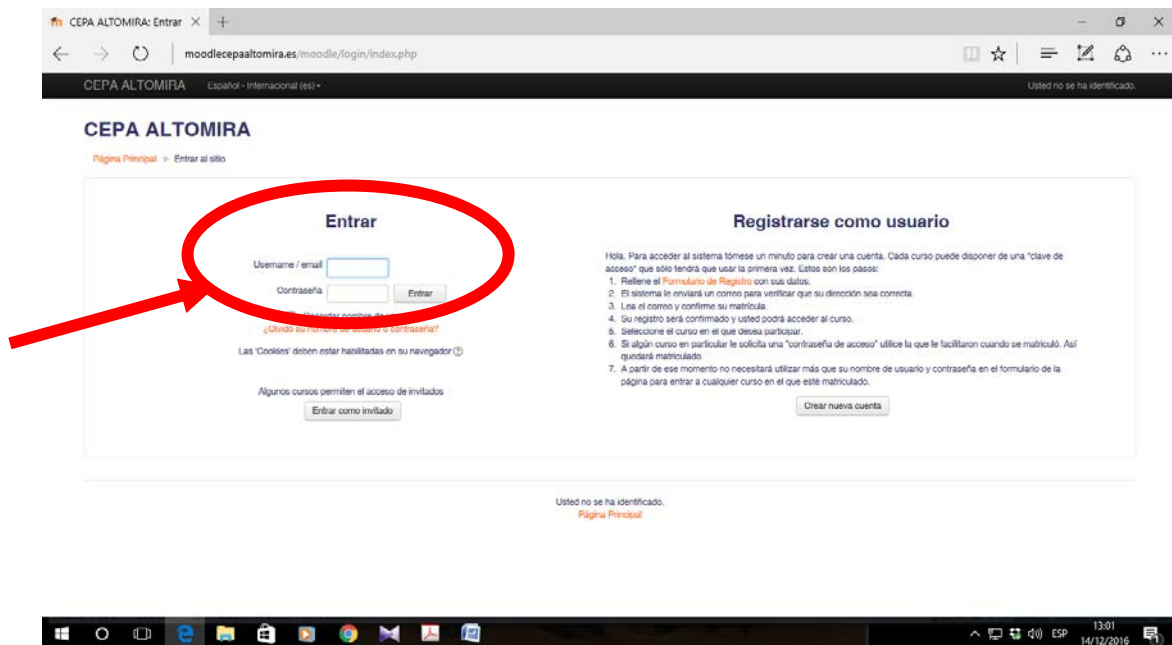 CEPA ALTOMIRA: Entrar
moodlecepaaltomira.es/moodle/login/index.php
CEPA ALTOMIRA Español - Internacional (es)
Usted no se ha identificado.
CEPA ALTOMIRA
Página Principal Entrar al sitio
Entrar
Username / email
Contraseña
Entrar
Recordar nombre de
¿Olvidó su nombre de usuario o contraseña?
Las 'Cookies' deben estar habilitadas en su navegador
Algunos cursos permiten el acceso de invitados
Entrar como invitado
Registrarse como usuario
Hola. Para acceder al sistema tómese un minuto para crear una cuenta. Cada curso puede disponer de una "clave de
acceso" que sólo tendrá que usar la primera vez. Estos son los pasos:
1. Rellene el Formulario de Registro con sus datos.
2. El sistema le enviará un correo para verificar que su dirección sea correcta.
3. Lea el correo y confirme su matrícula.
4. Su registro será confirmado y usted podrá acceder al curso.
5. Seleccione el curso en el que desea participar.
6. Si algún curso en particular le solicita una "contraseña de acceso" utilice la que le facilitaron cuando se matriculó. Así
quedará matriculado.
7. A partir de ese momento no necesitará utilizar más que su nombre de usuario y contraseña en el formulario de la
página para entrar a cualquier curso en el que esté matriculado.
Crear nueva cuenta
Usted no se ha identificado.
Página Principal
ESP
13:01
14/12/2016